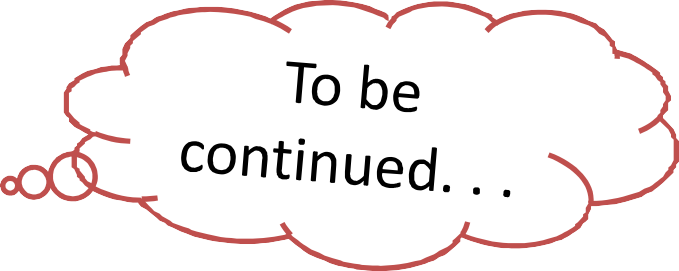 To be
continued. . .